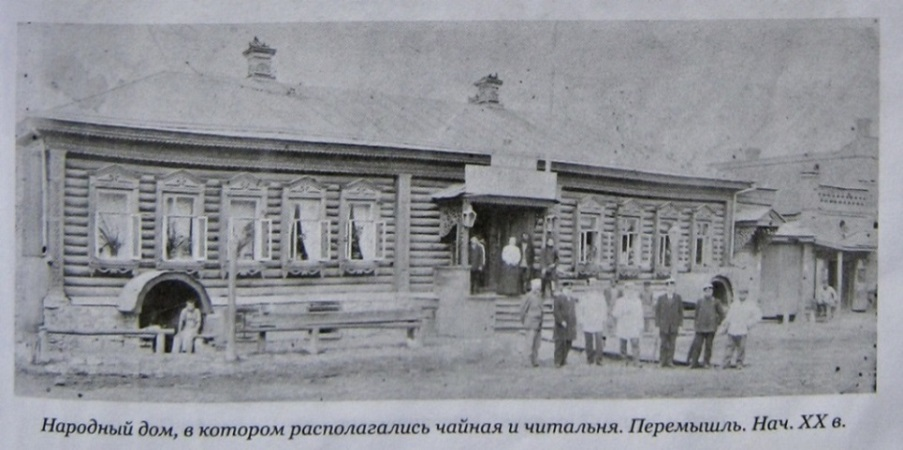 Народный дом, в котором располагались чайная и читальня. Перемышль. Нач. XX в.